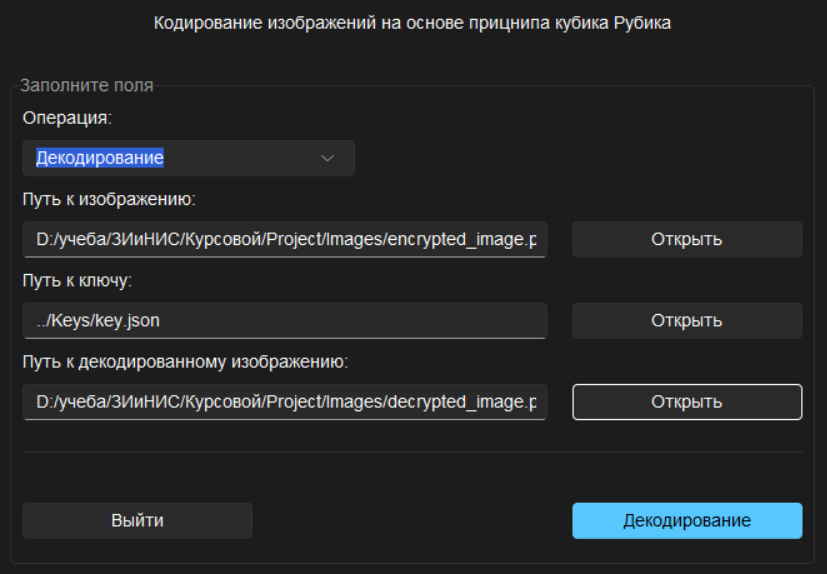 Кодирование изображений на основе прицнипа кубика Рубика
Заполните поля
Операция:
Декодирование
Путь к изображению:
D:/учеба/ЗИиНИС/Курсовой/Project/Images/encrypted_image.p
Открыть
Путь к ключу:
../Keys/key.json
Открыть
Путь к декодированному изображению:
D:/учеба/ЗИиНИС/Курсовой/Project/Images/decrypted_image.p
Открыть
Выйти
Декодирование